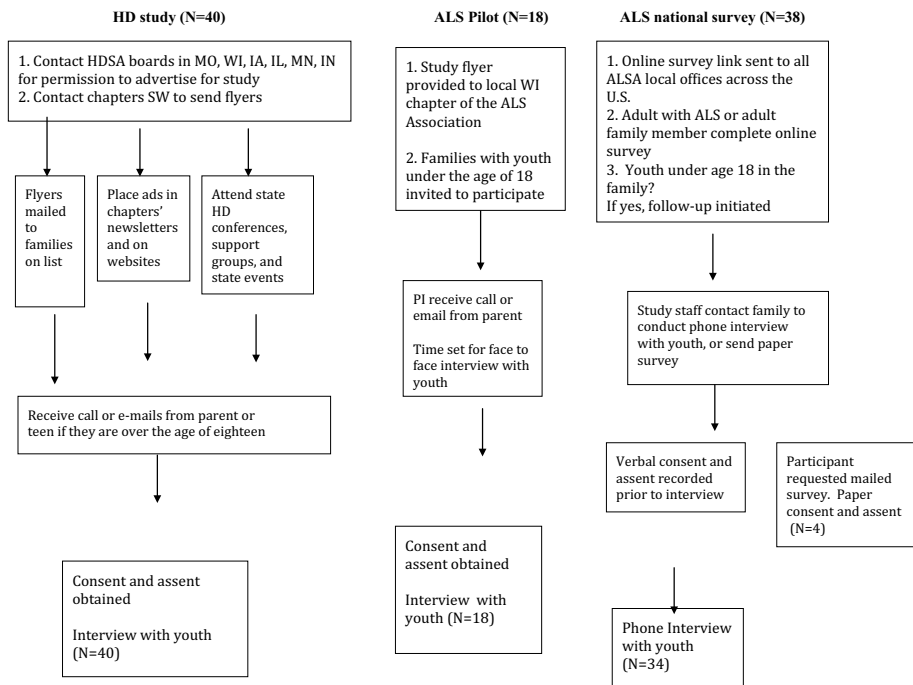 HD study (N=40)
1. Contact HDSA boards in MO, WI, IA, IL, MN, IN
for permission to advertise for study
2. Contact chapters SW to send flyers
Flyers
mailed
to
families
on list
Place ads in
chapters'
newsletters
and on
websites
Attend state
HD
conferences,
support
groups, and
state events
Receive call or e-mails from parent or
teen if they are over the age of eighteen
Consent and assent
obtained
Interview with youth
(N=40)
ALS Pilot (N=18)
1. Study flyer
provided to local WI
chapter of the ALS
Association
2. Families with youth
under the age of 18
invited to participate
PI receive call or
email from parent
Time set for face to
face interview with
youth
Consent and
assent obtained
Interview with
youth (N=18)
ALS national survey (N=38)
1. Online survey link sent to all
ALSA local offices across the
U.S.
2. Adult with ALS or adult
family member complete online
survey
3. Youth under age 18 in the
family?
If yes, follow-up initiated
Study staff contact family to
conduct phone interview
with youth, or send paper
survey
Verbal consent and
assent recorded
prior to interview
Participant
requested mailed
survey. Paper
consent and assent
(N=4)
Phone Interview
with youth
(N=34)